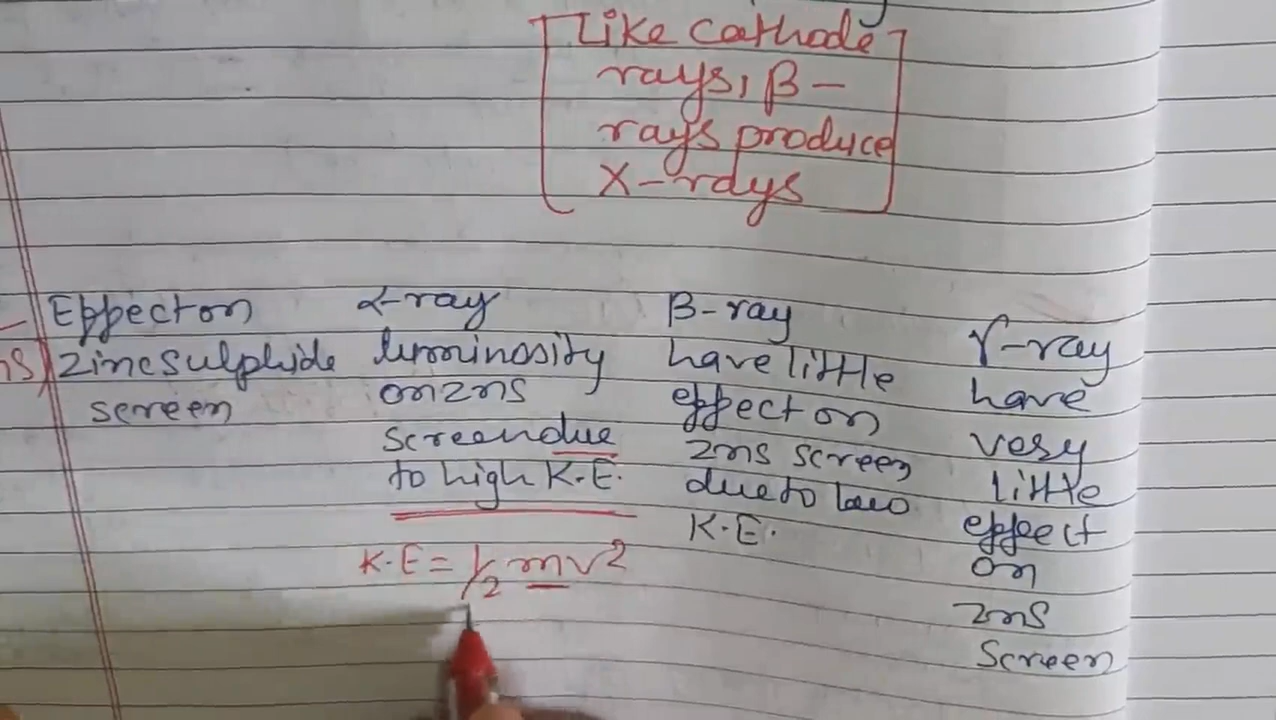 Like cathode
rays, β-
rays produce
X-rays
Effect on
zinc sulphide
screen
α-ray
luminosity
on zns
screen due
to high K.E.
K.E = 1/2 mv2
β-ray
have little
effect on
zns screen
due to low
K.E.
γ-ray
have
very
little
effect
on
zns
screen